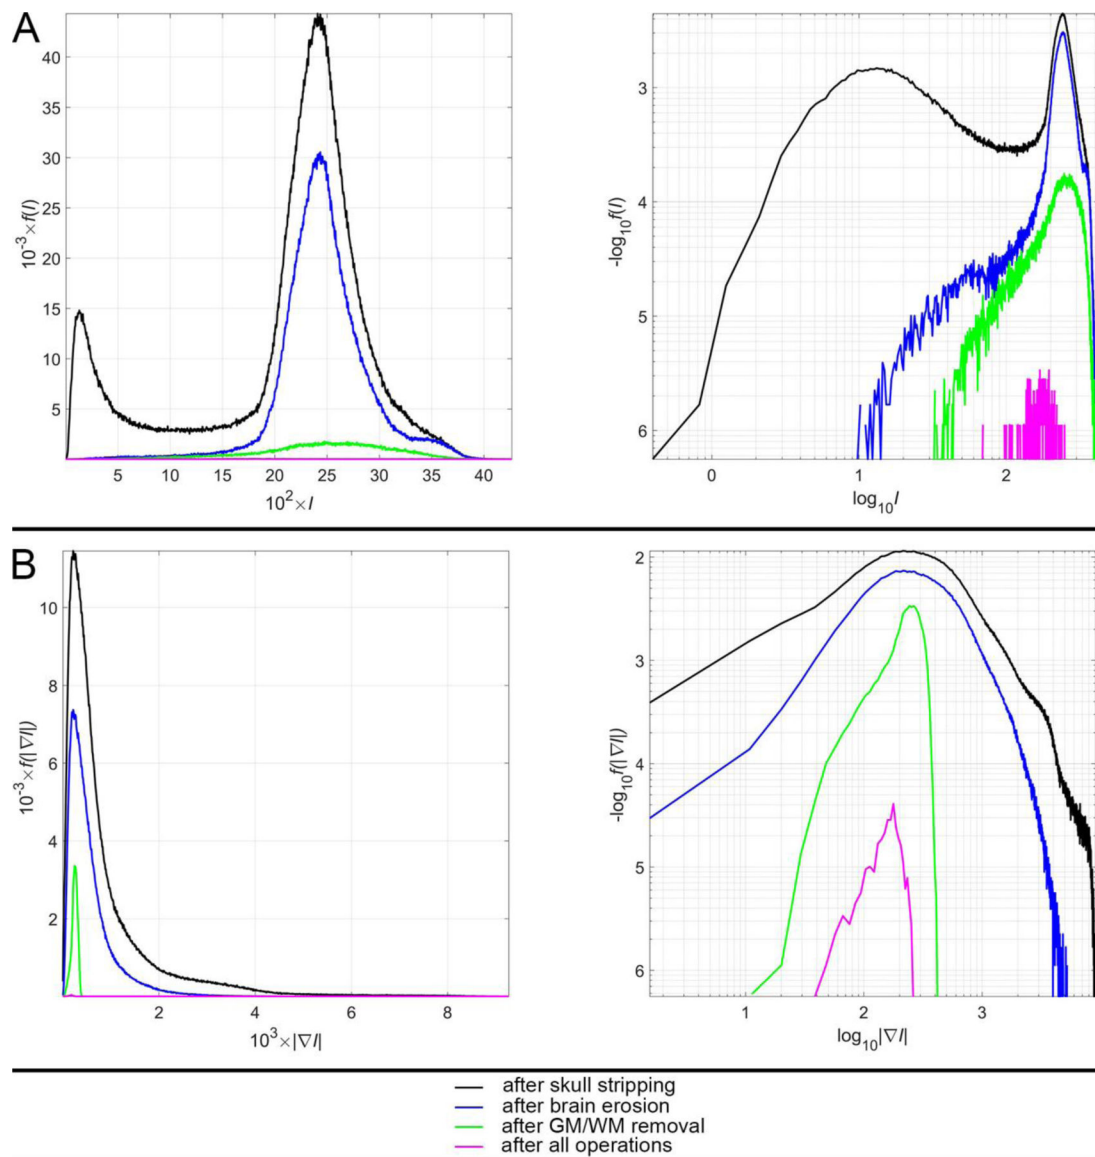 A
40
30
25
20
15
10
5
10⁻³×f(I)
5 10 15 20 25 30 35 40
10²×I
3
4
5
6
-log₁₀f(I)
0 1 2
log₁₀I
B
10
8
6
4
2
10⁻³×f(|∇I|)
2 4 6 8
10³×|∇I|
2
3
4
5
6
-log₁₀f(|∇I|)
1 2 3
log₁₀|∇I|
after skull stripping
after brain erosion
after GM/WM removal
after all operations